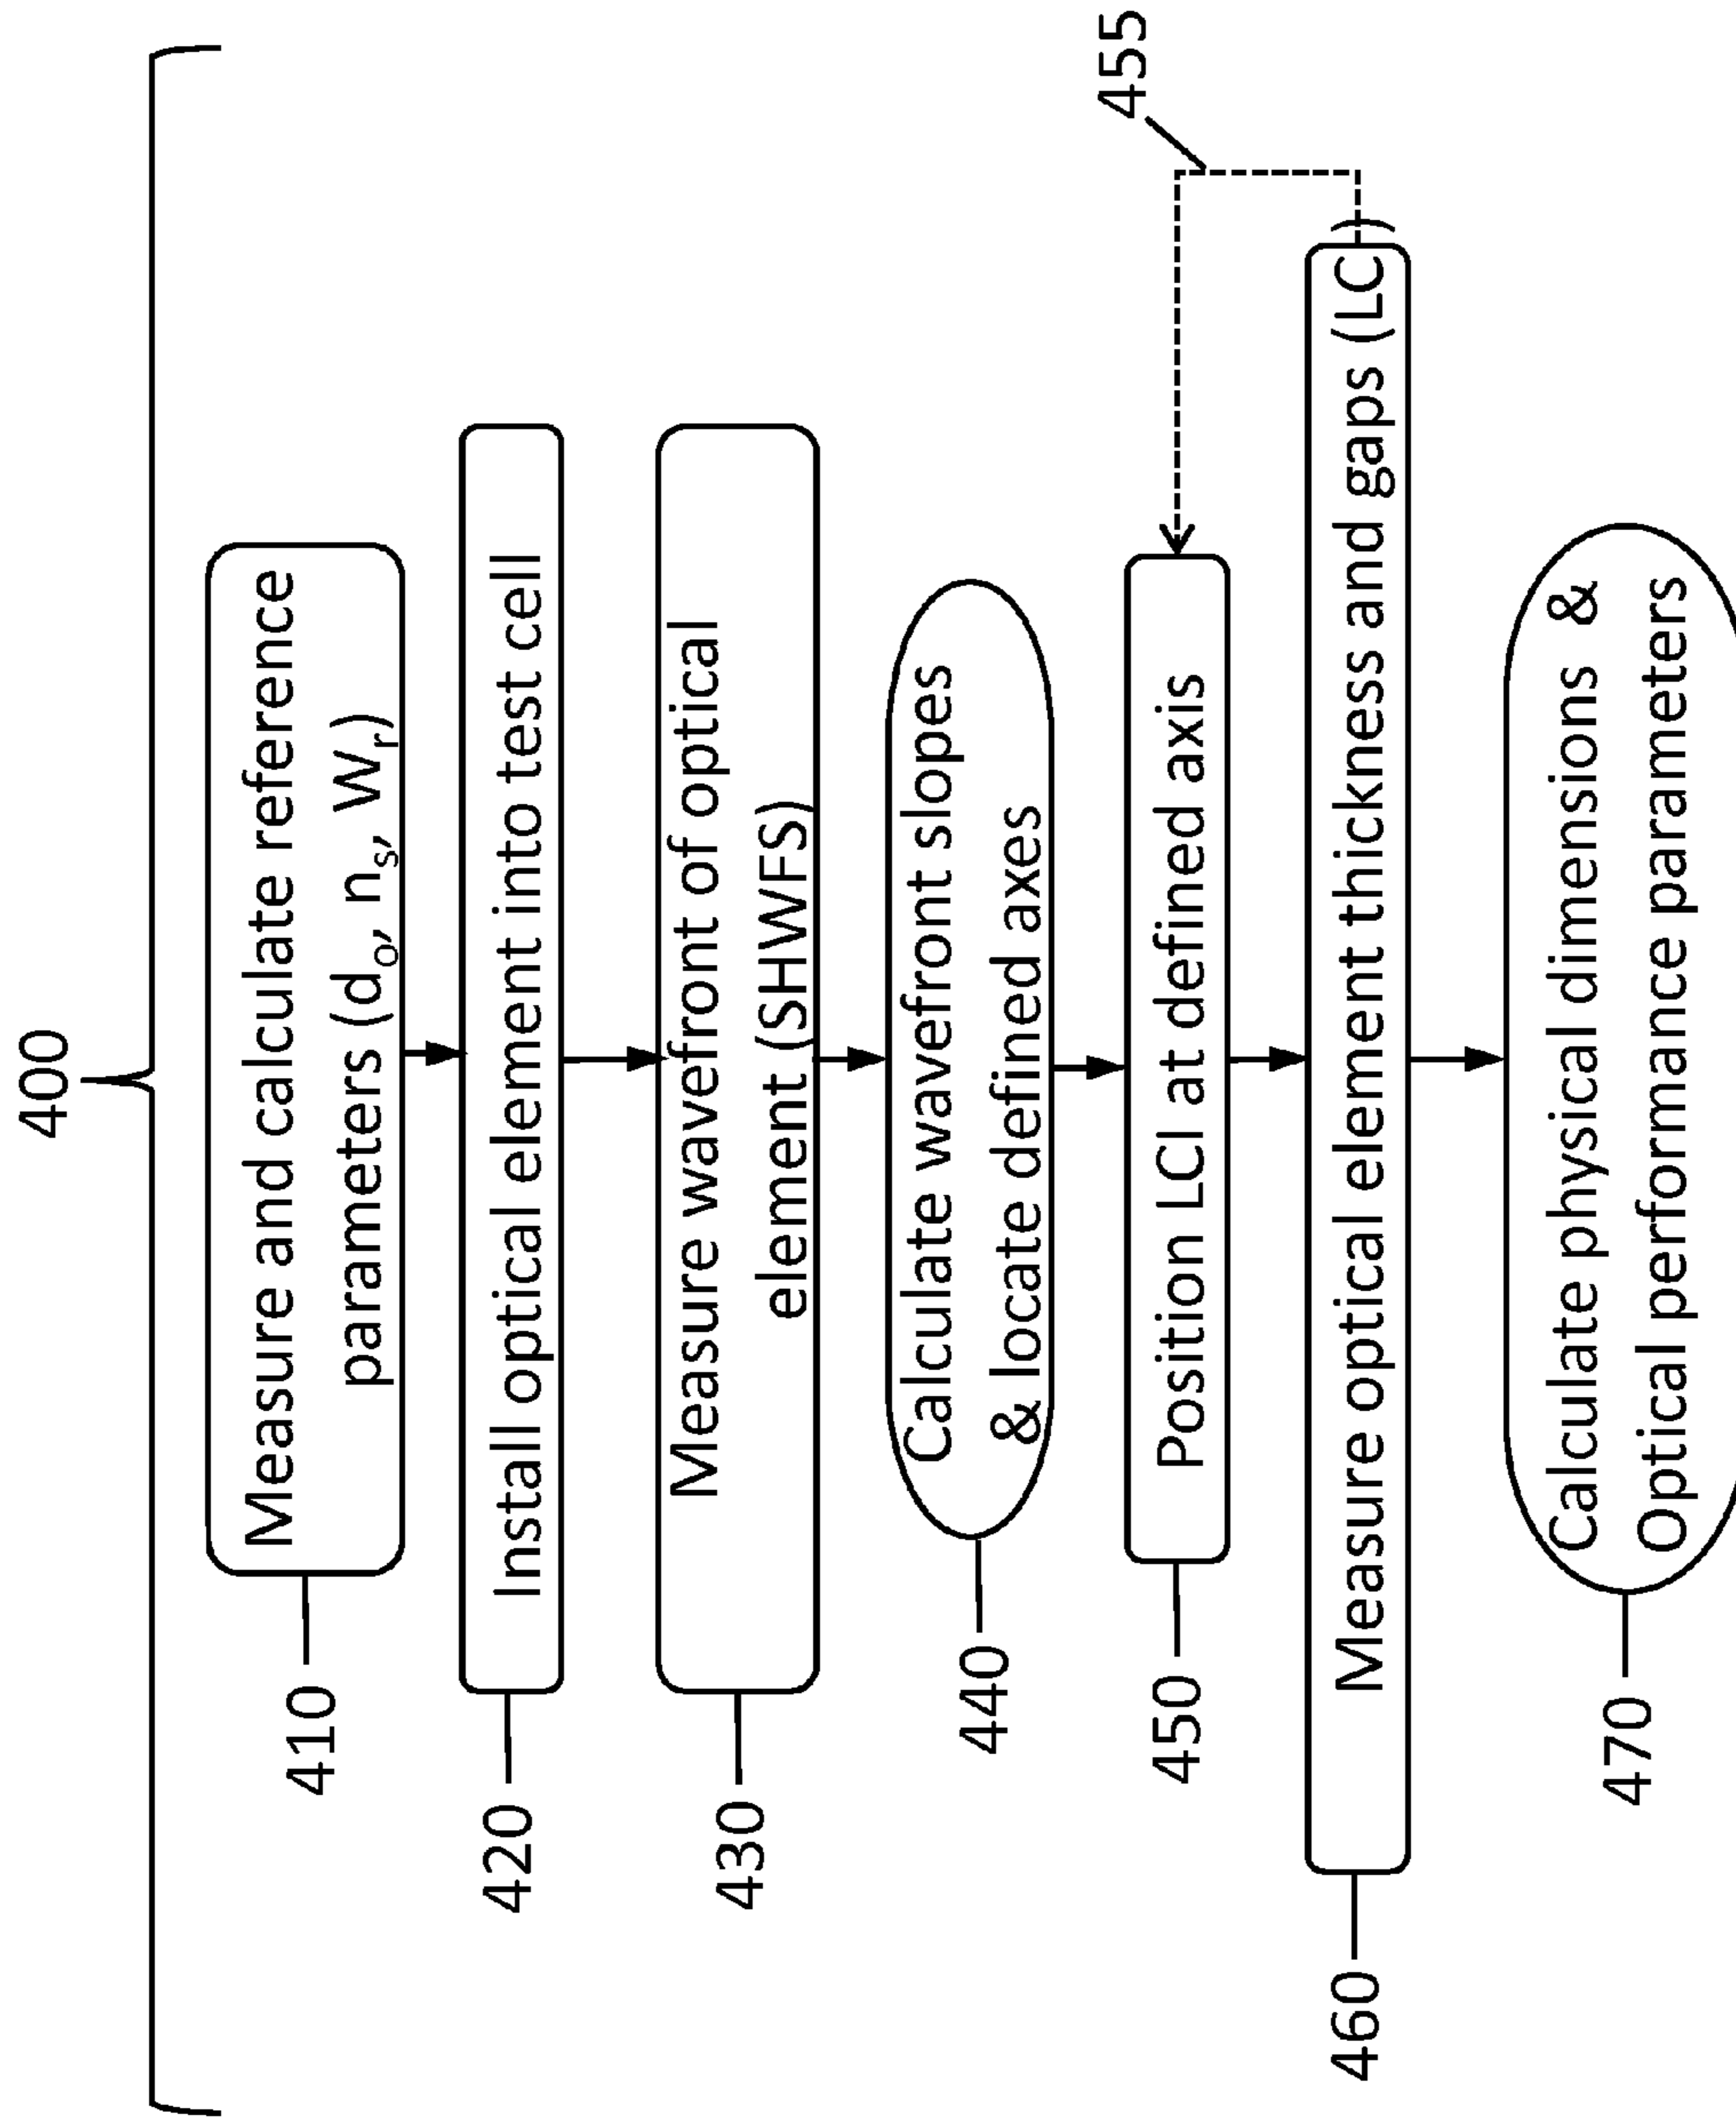 400
410
Measure and calculate reference
parameters (dₒ, nₛ, Wᵣ)
420
Install optical element into test cell
430
Measure wavefront of optical
element (SHWFS)
440
Calculate wavefront slopes
& locate defined axes
450
Position LCI at defined axis
455
460
Measure optical element thickness and gaps (LC )
470
Calculate physical dimensions &
Optical performance parameters